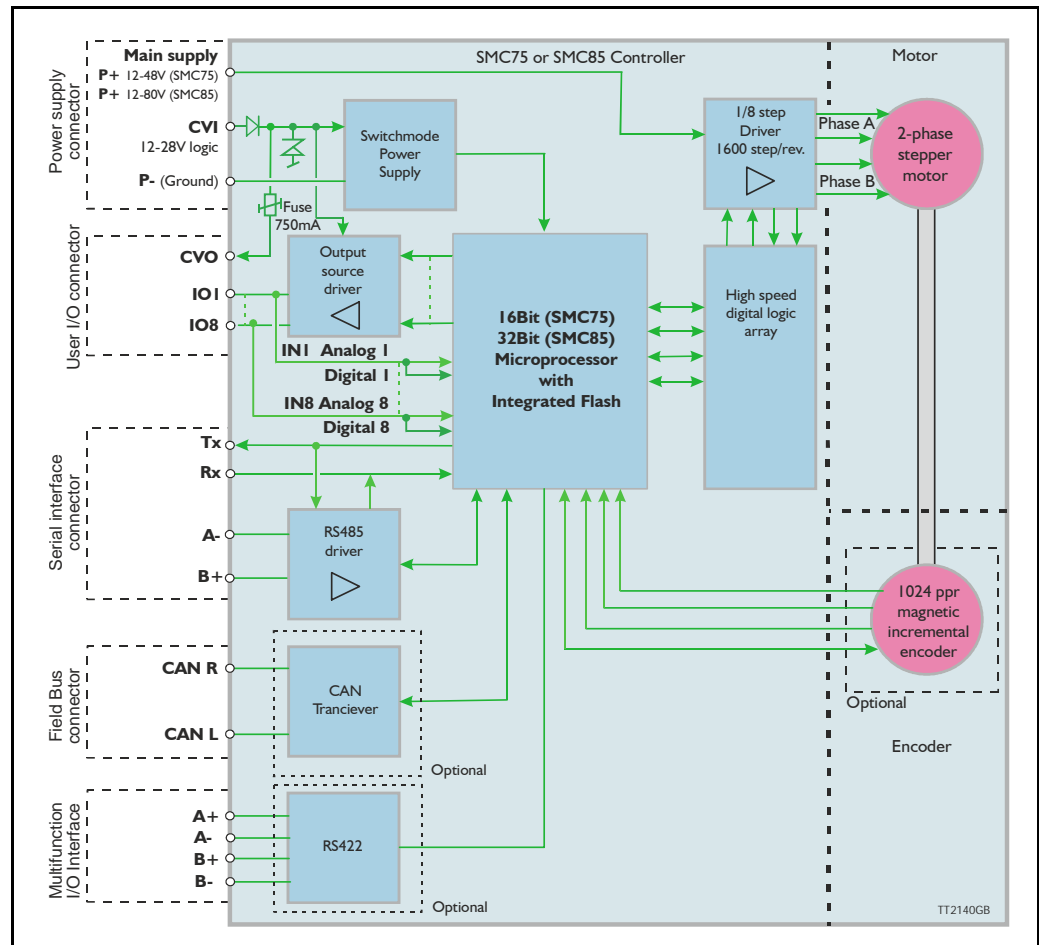 Power supply
connector
Main supply
P+ 12-48V (SMC75)
P+ 12-80V (SMC85)
CVI
12-28V logic
P- (Ground)
SMC75 or SMC85 Controller
Motor
Switchmode
Power
Supply
Fuse
750mA
1/8 step
Driver
1600 step/rev.
Phase A
Phase B
2-phase
stepper
motor
User I/O connector
CVO
IO1
IO8
Output
source
driver
IN1 Analog 1
Digital 1
IN8 Analog 8
Digital 8
16Bit (SMC75)
32Bit (SMC85)
Microprocessor
with
Integrated Flash
High speed
digital logic
array
Serial interface
connector
Tx
Rx
A-
B+
RS485
driver
1024 ppr
magnetic
incremental
encoder
Optional
Encoder
Field Bus
connector
CAN R
CAN L
CAN
Tranciever
Optional
Multifunction
I/O Interface
A+
A-
B+
B-
RS422
Optional
TT2140GB